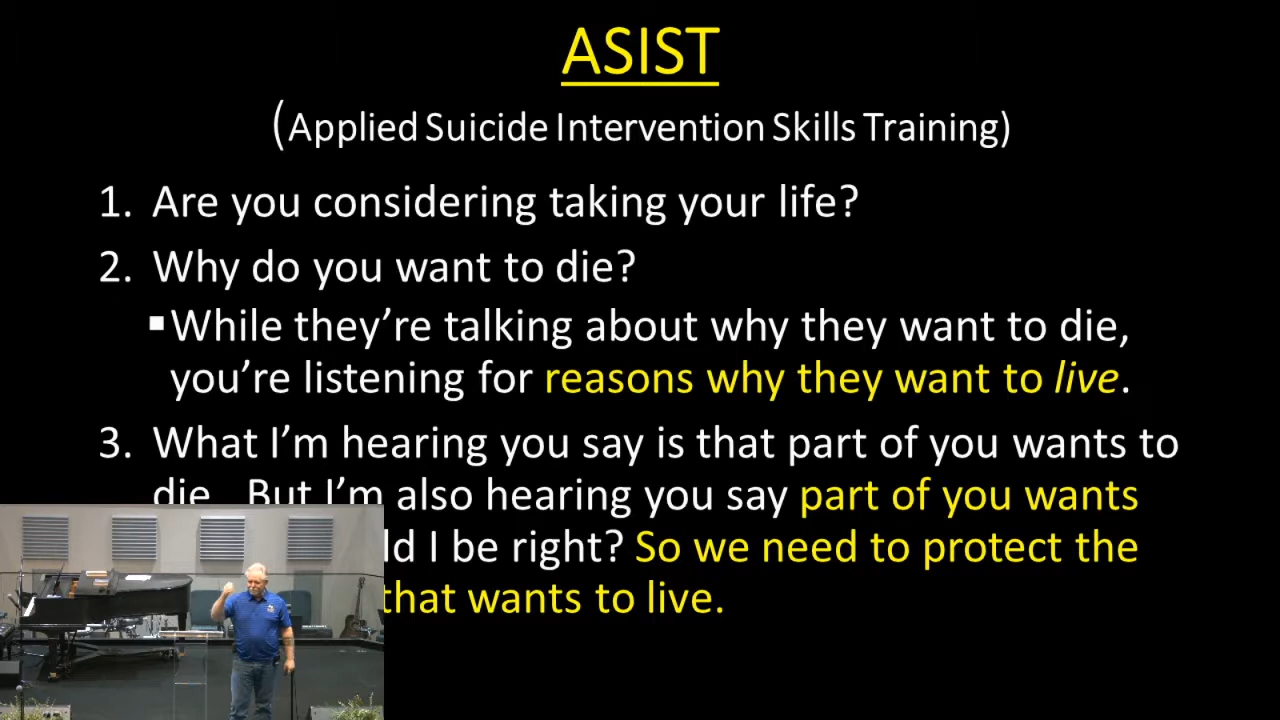 ASIST
(Applied Suicide Intervention Skills Training)
1. Are you considering taking your life?
2. Why do you want to die?
▪While they're talking about why they want to die,
you're listening for reasons why they want to live.
3. What I'm hearing you say is that part of you wants to
die. But I'm also hearing you say part of you wants
I be right? So we need to protect the
that wants to live.